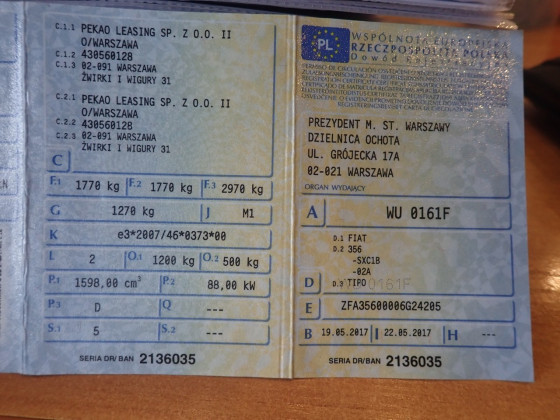 C.1.1 PEKAO LEASING SP. Z O.O. II
O/WARSZAWA
C.1.2 430560128
C.1.3 02-091 WARSZAWA
ŻWIRKI I WIGURY 31
C.2.1 PEKAO LEASING SP. Z O.O. II
O/WARSZAWA
C.2.2 430560128
C.2.3 02-091 WARSZAWA
ŻWIRKI I WIGURY 31
C
F.1 1770 kg F.2 1770 kg F.3 2970 kg
G 1270 kg J M1
K e3*2007/46*0373*00
L 2 O.1 1200 kg O.2 500 kg
P.1 1598,00 cm³ P.2 88,00 kW
P.3 D Q ---
S.1 5 S.2 ---
SERIA DR/BAN 2136035
PL
WSPÓLNOTA EUROPEJSKA
RZECZPOSPOLITA POLSKA
Dowód Rejestracyjny
PREZYDENT M. ST. WARSZAWY
DZIELNICA OCHOTA
UL. GRÓJECKA 17A
02-021 WARSZAWA
ORGAN WYDAJĄCY
A WU 0161F
D.1 FIAT
D.2 356
-SXC1B
-02A
D D.3 TIPO 0161F
E ZFA35600006G24205
B 19.05.2017 I 22.05.2017 H ---
SERIA DR/BAN 2136035